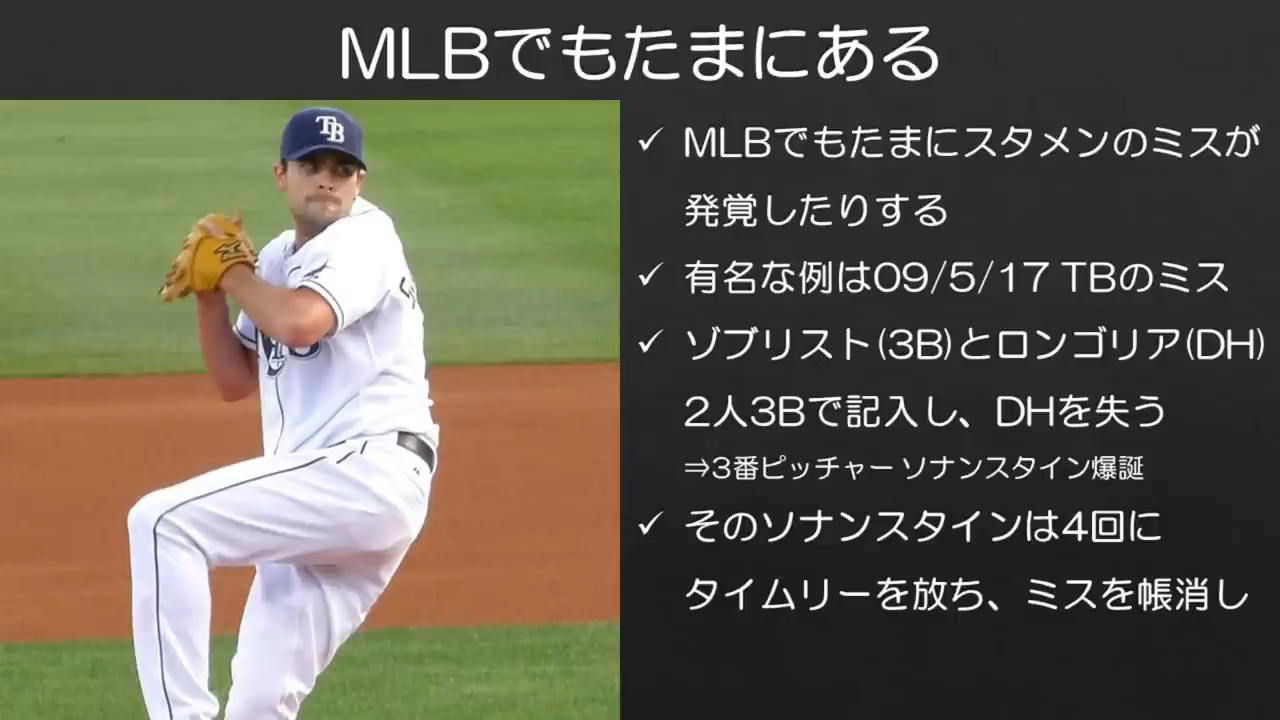 MLBでもたまにある
✓ MLBでもたまにスタメンのミスが
発覚したりする
✓ 有名な例は09/5/17 TBのミス
✓ ゾブリスト(3B)とロンゴリア(DH)
2人3Bで記入し、DHを失う
⇒3番ピッチャー ソナンスタイン爆誕
✓ そのソナンスタインは4回に
タイムリーを放ち、ミスを帳消し
TB